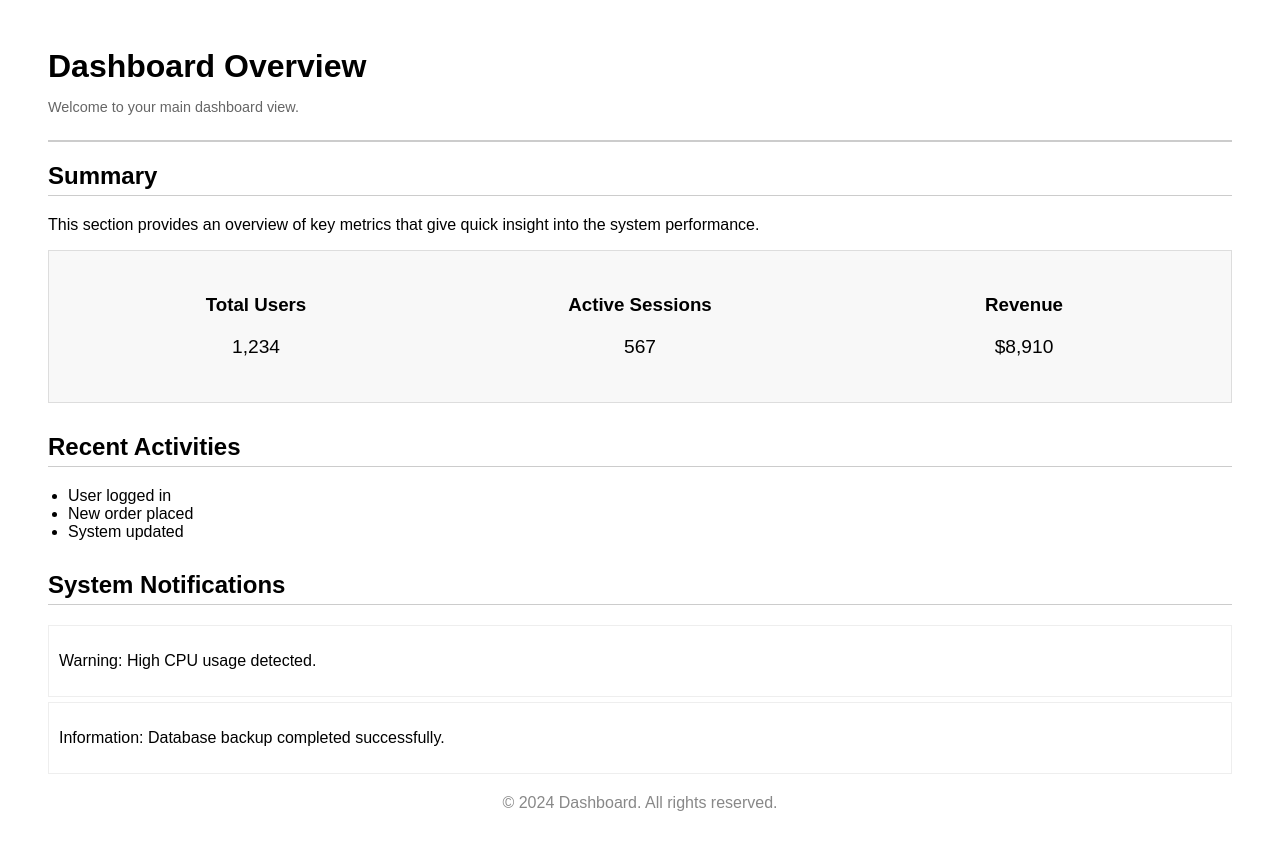 Dashboard Overview
Welcome to your main dashboard view.
Summary
This section provides an overview of key metrics that give quick insight into the system performance.
Total Users
1,234
Active Sessions
567
Revenue
$8,910
Recent Activities
User logged in
New order placed
System updated
System Notifications
Warning: High CPU usage detected.
Information: Database backup completed successfully.
© 2024 Dashboard. All rights reserved.